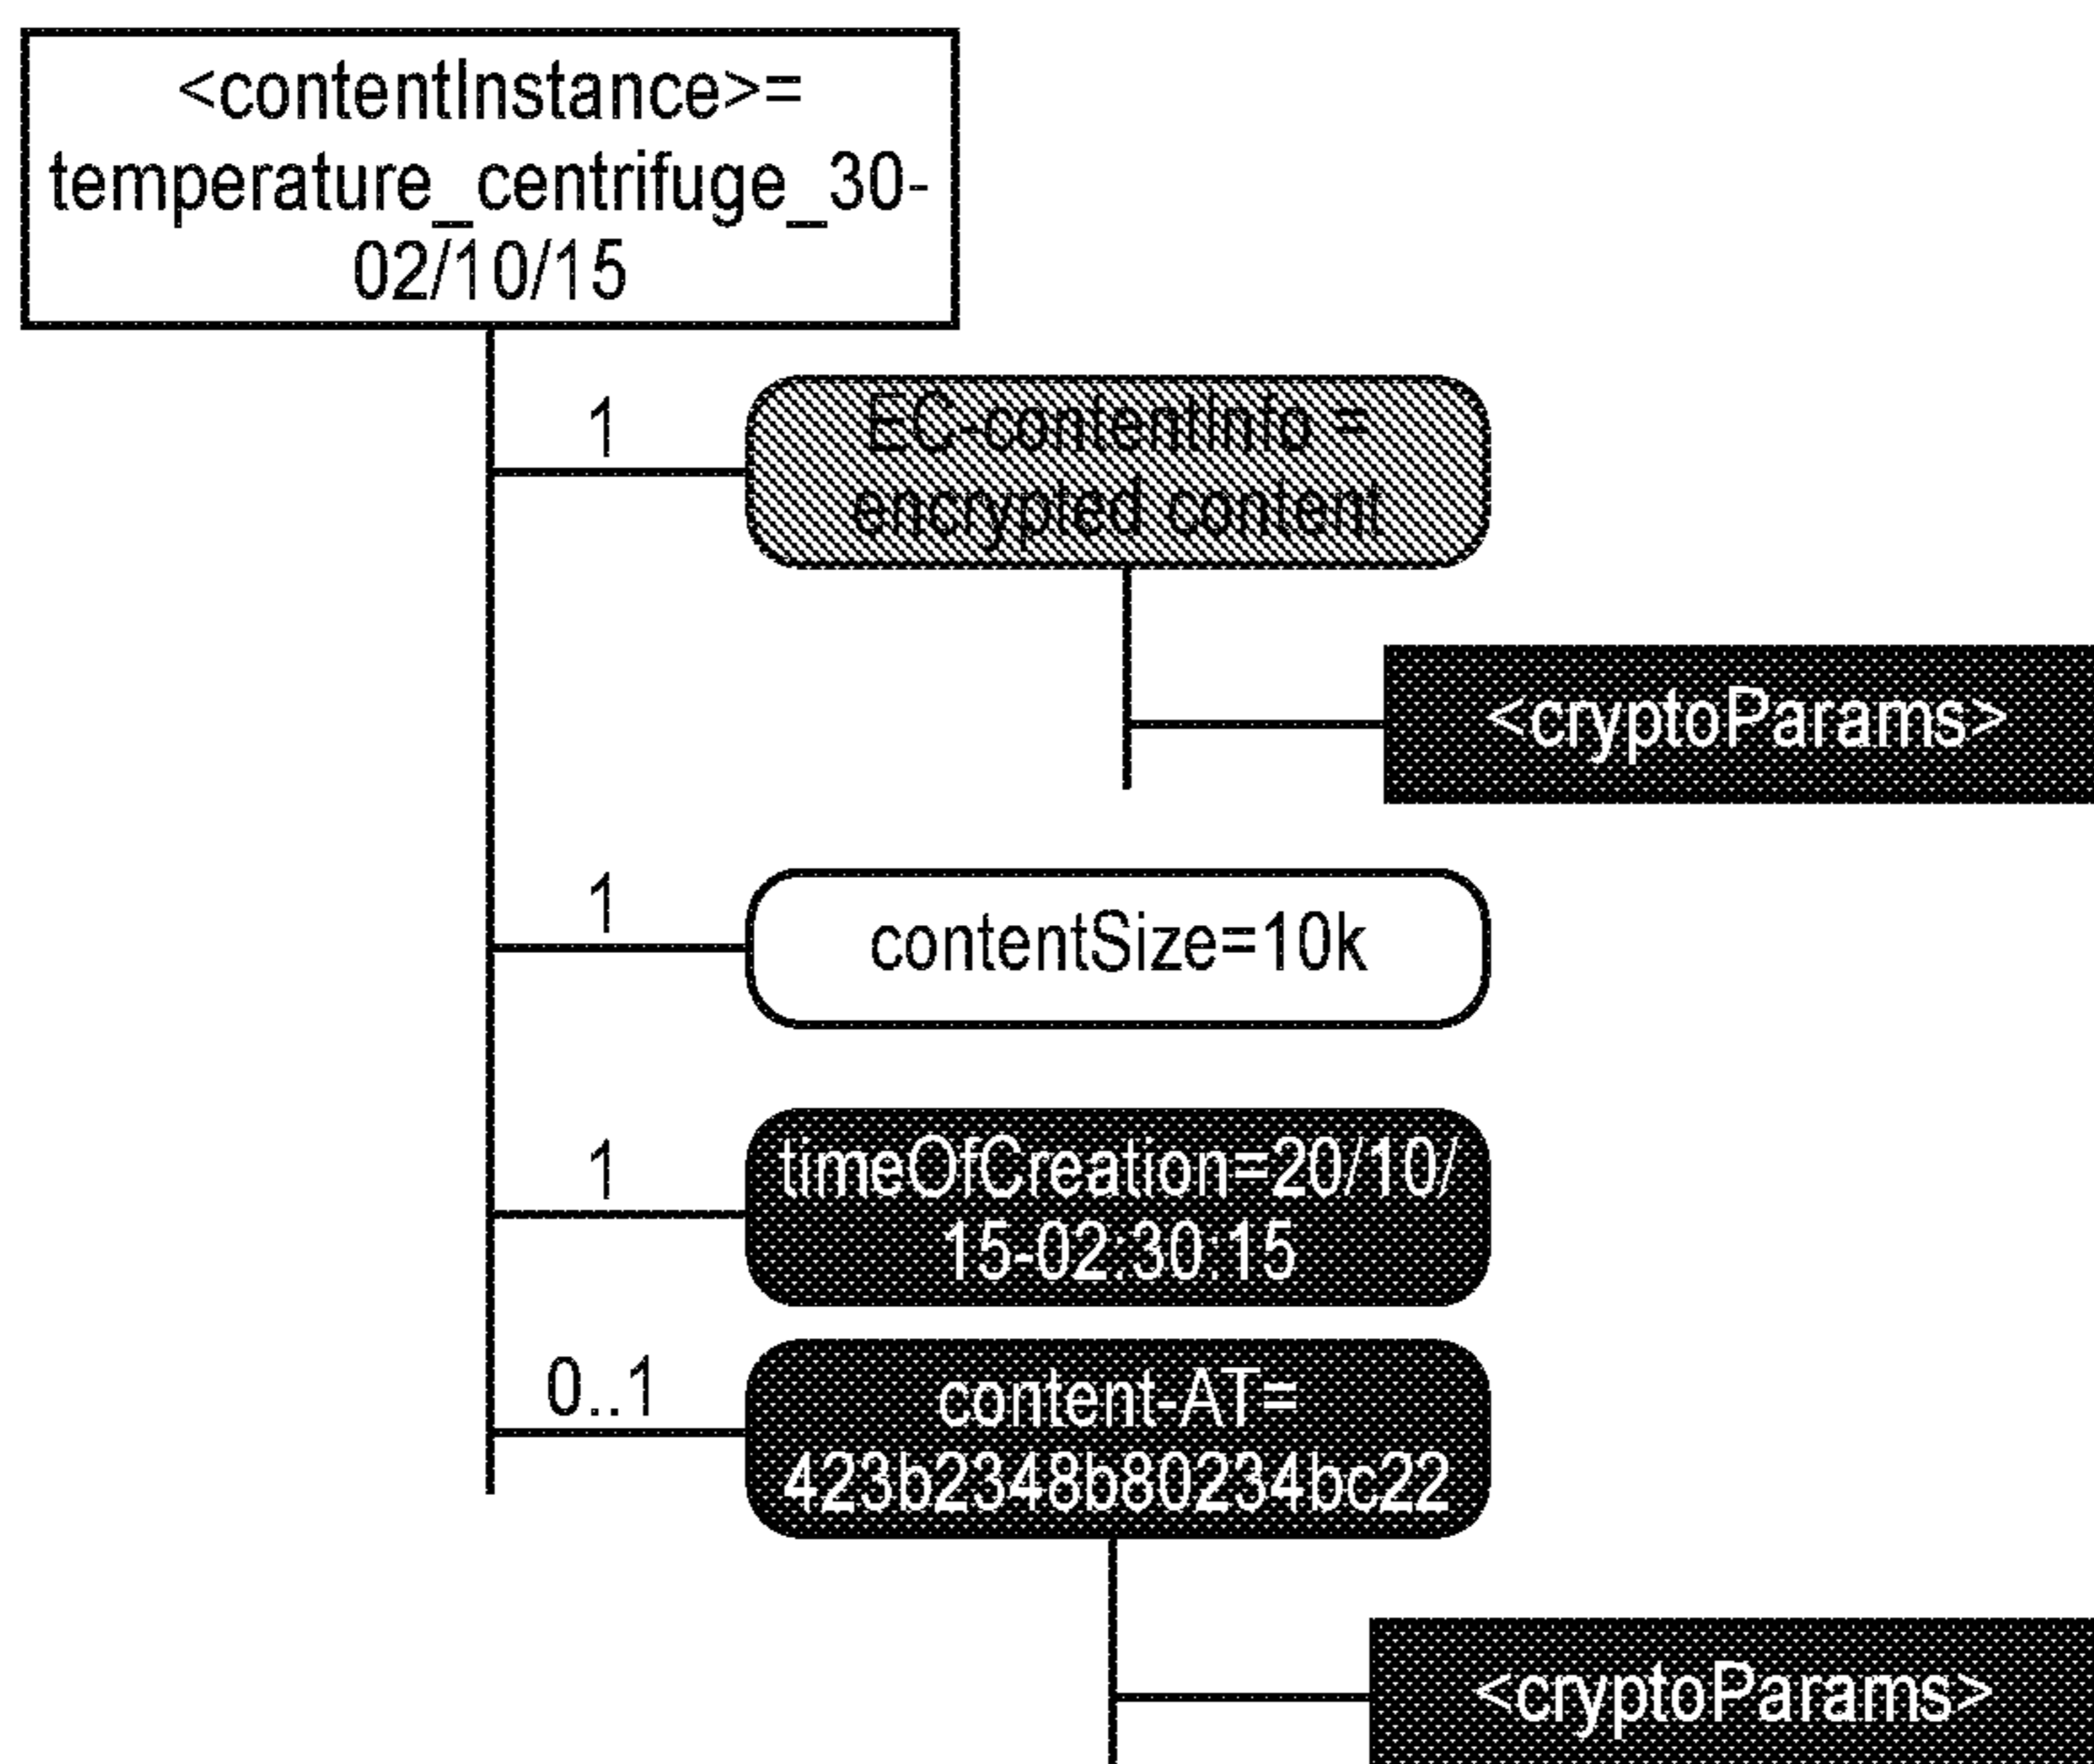 <contentInstance>=
temperature_centrifuge_30-
02/10/15
1
EC-contentInfo =
encrypted content
<cryptoParams>
1
contentSize=10k
1
timeOfCreation=20/10/
15-02:30:15
0..1
content-AT=
423b2348b80234bc22
<cryptoParams>